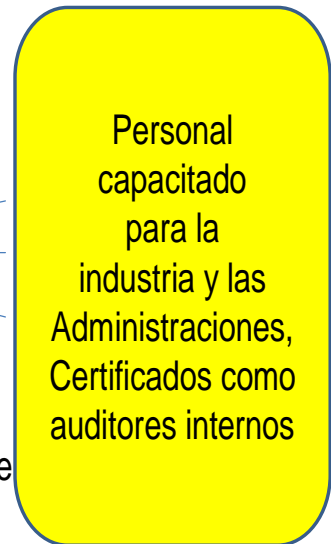 Personal
capacitado
para la
industria y las
Administraciones,
Certificados como
auditores internos
e